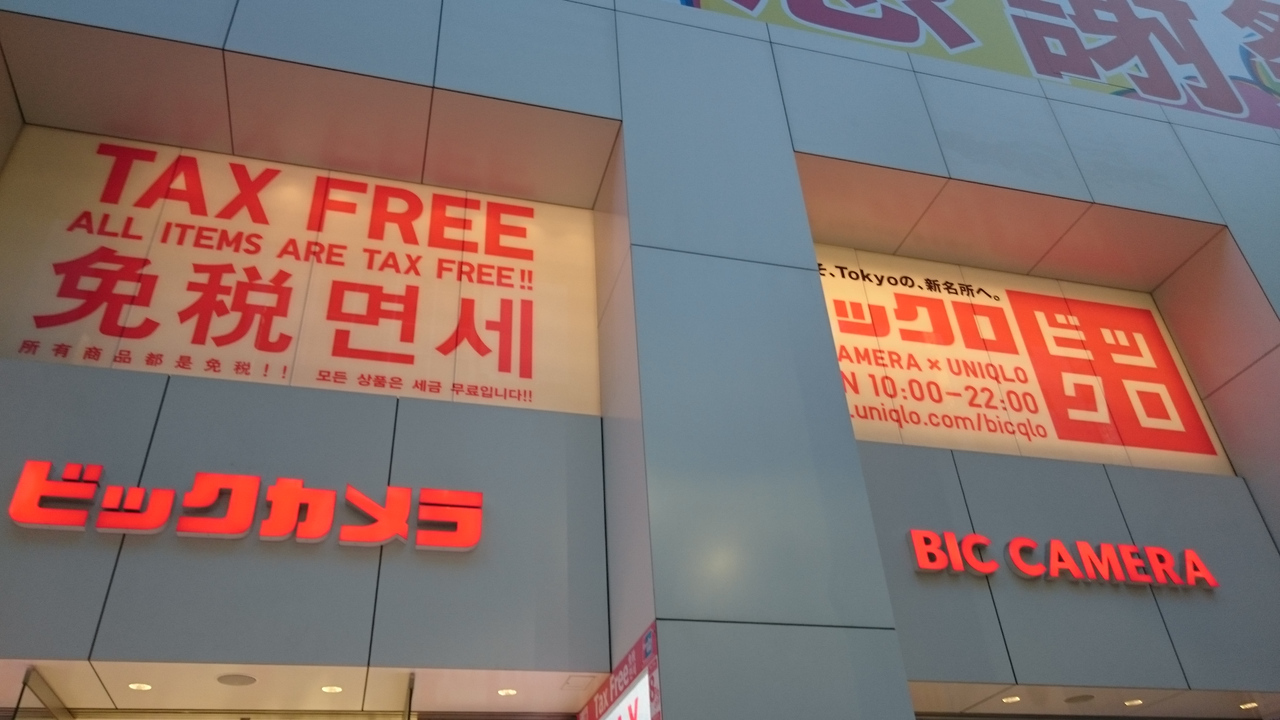 感謝
TAX FREE
ALL ITEMS ARE TAX FREE!!
免税 면세
所有商品都是免税!! 모든 상품은 세금 무료입니다!!
ビックカメラ
、Tokyoの、新名所へ。
ックロ
AMERA × UNIQLO
N 10:00-22:00
.uniqlo.com/bicqlo
ビッ
クロ
BIC CAMERA
Tax Free